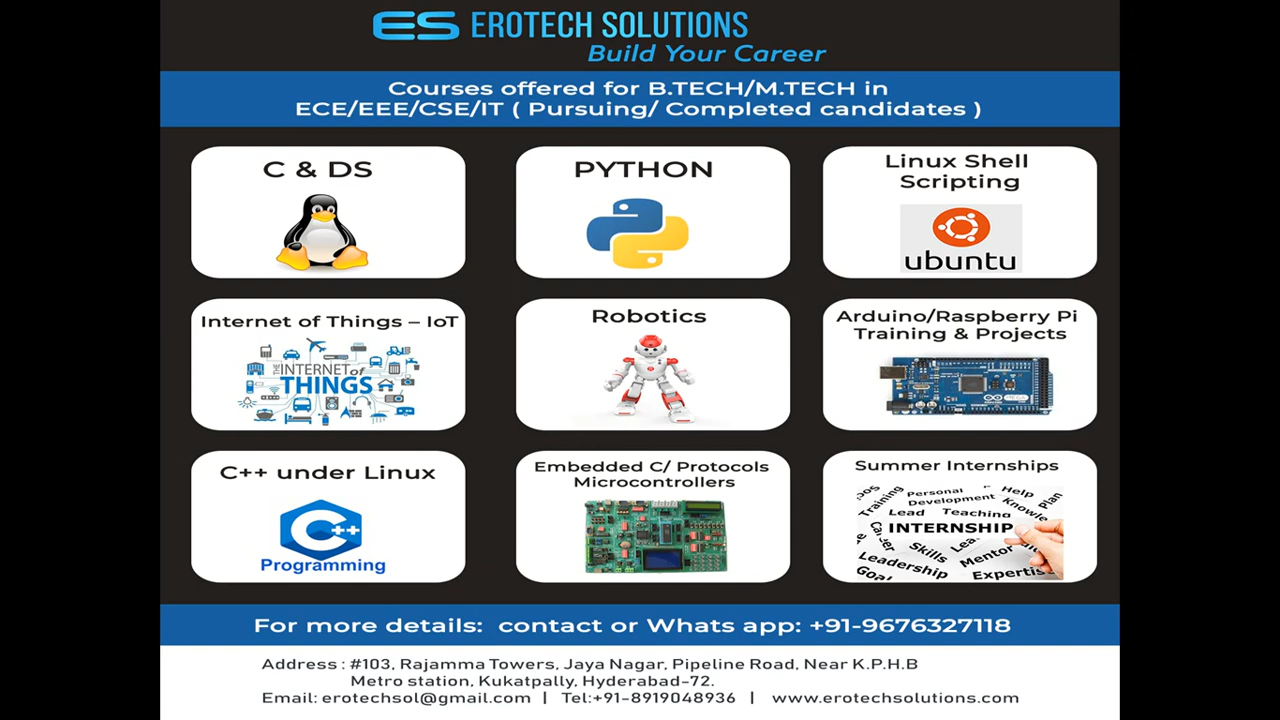 ES EROTECH SOLUTIONS
Build Your Career
Courses offered for B.TECH/M.TECH in
ECE/EEE/CSE/IT ( Pursuing/ Completed candidates )
C & DS
PYTHON
Linux Shell
Scripting
ubuntu
Internet of Things – IoT
THE INTERNET of
THINGS
Robotics
Arduino/Raspberry Pi
Training & Projects
MEGA
C++ under Linux
C++
Programming
Embedded C/ Protocols
Microcontrollers
Summer Internships
Training
Personal
Development
Help
Plan
Lead
Teaching
INTERNSHIP
Skills
Mentor
Leadership
Expertis
Goal
For more details: contact or Whats app: +91-9676327118
Address : #103, Rajamma Towers, Jaya Nagar, Pipeline Road, Near K.P.H.B
Metro station, Kukatpally, Hyderabad-72.
Email: erotechsol@gmail.com | Tel:+91-8919048936 | www.erotechsolutions.com